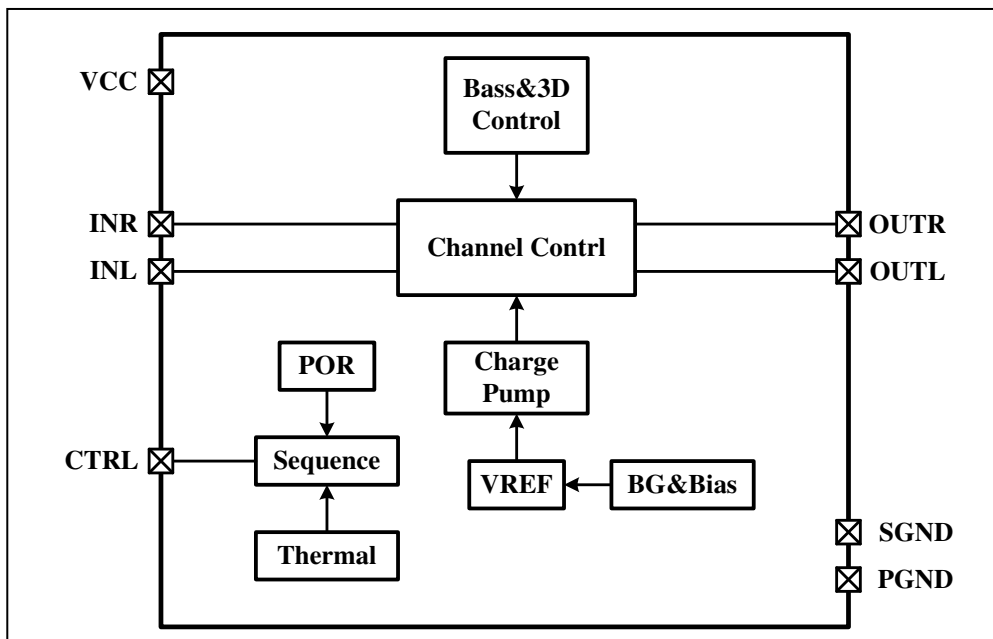 VCC
Bass&3D
Control
INR
Channel Contrl
OUTR
INL
OUTL
POR
Charge
Pump
CTRL
Sequence
VREF
BG&Bias
Thermal
SGND
PGND